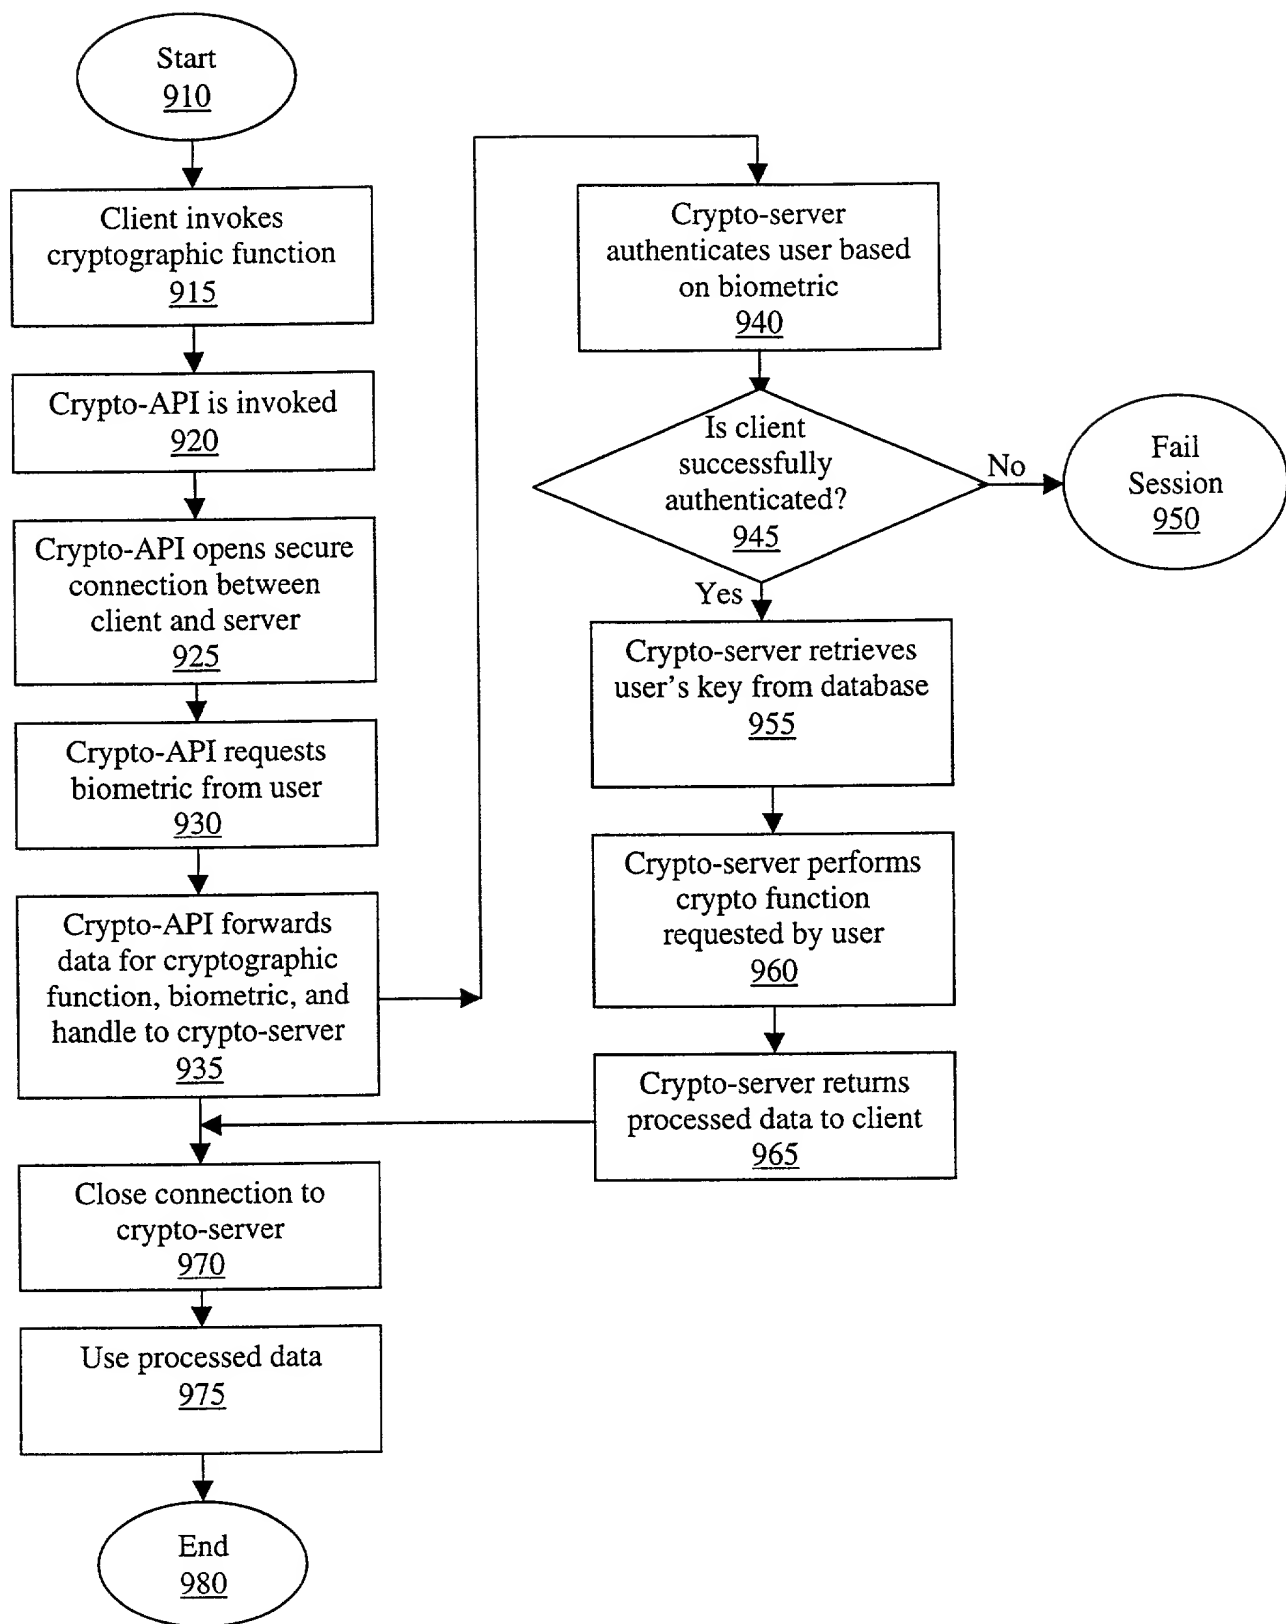 Start
910
Client invokes
cryptographic function
915
Crypto-API is invoked
920
Crypto-API opens secure
connection between
client and server
925
Crypto-API requests
biometric from user
930
Crypto-API forwards
data for cryptographic
function, biometric, and
handle to crypto-server
935
Crypto-server
authenticates user based
on biometric
940
Is client
successfully
authenticated?
945
No
Fail
Session
950
Yes
Crypto-server retrieves
user’s key from database
955
Crypto-server performs
crypto function
requested by user
960
Crypto-server returns
processed data to client
965
Close connection to
crypto-server
970
Use processed data
975
End
980